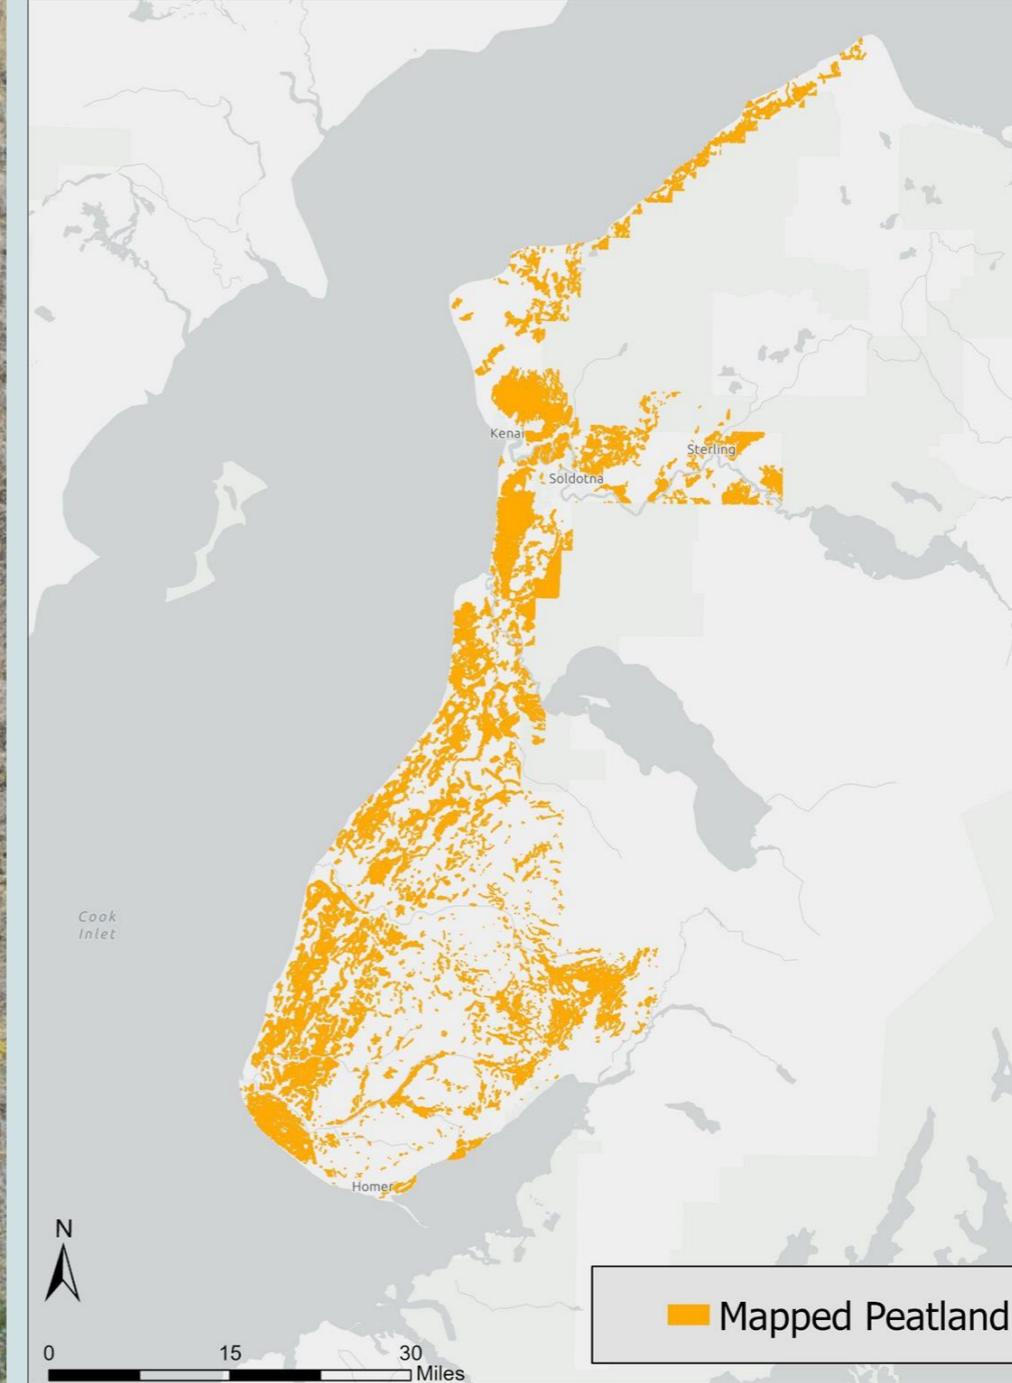 Kenai
Sterling
Soldotna
Cook
Inlet
Homer
N
0 15 30
Miles
Mapped Peatland